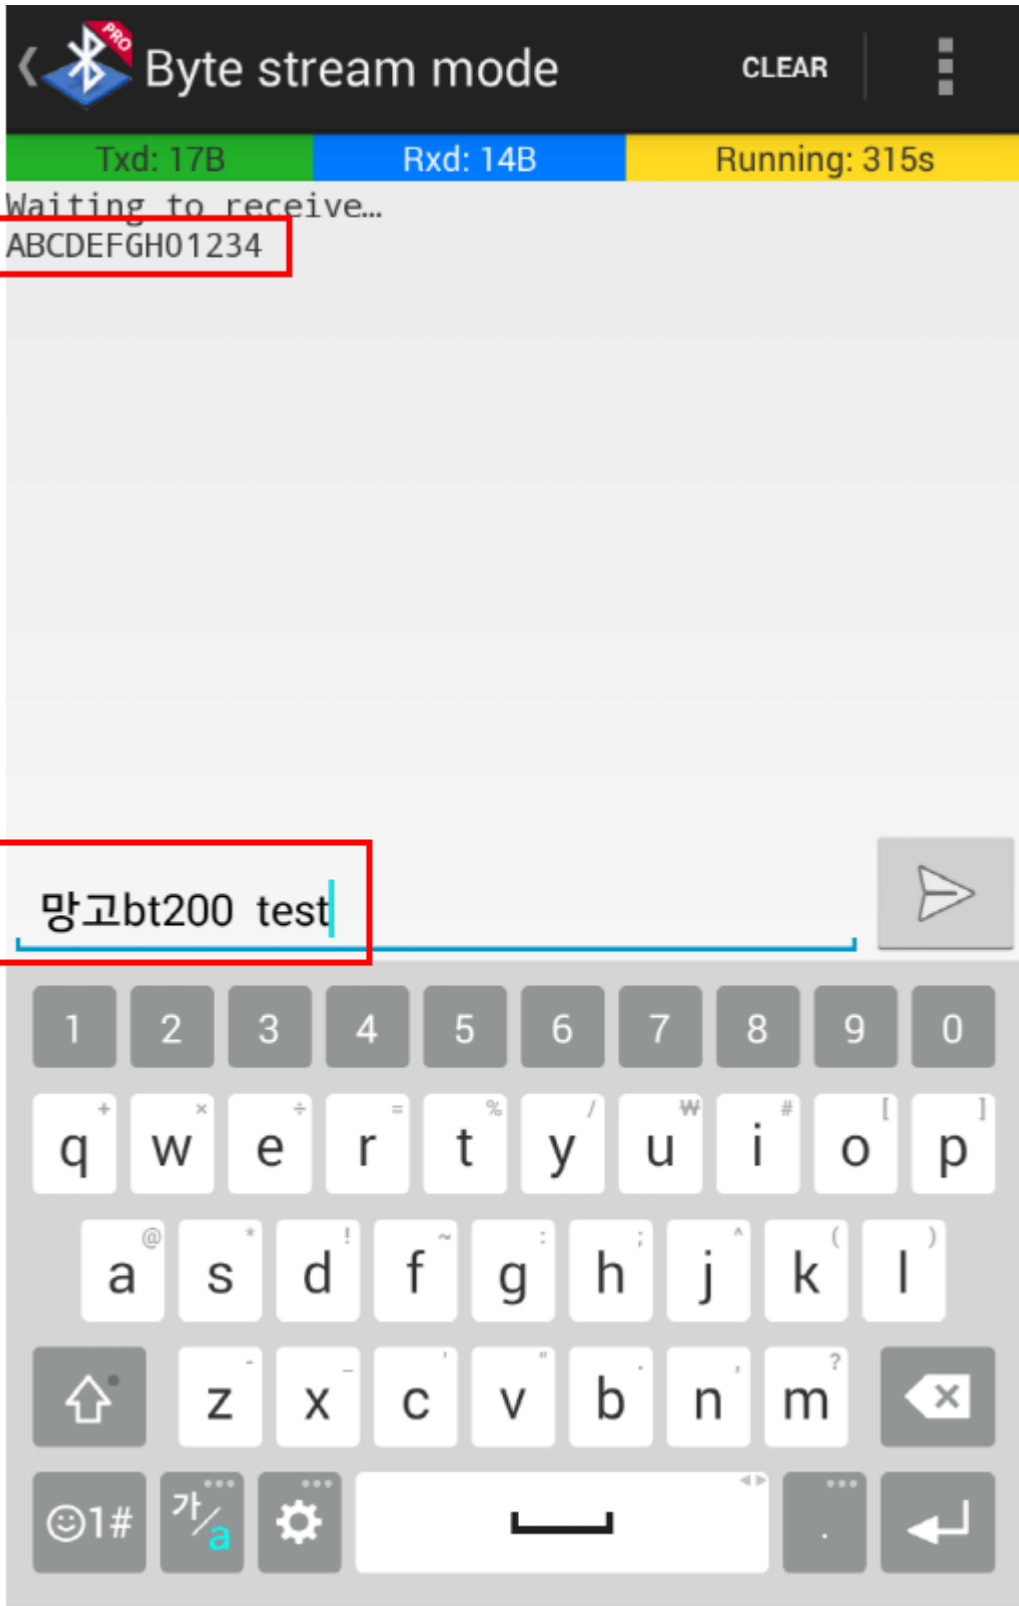 PRO
Byte stream mode CLEAR
Txd: 17B Rxd: 14B Running: 315s
Waiting to receive…
ABCDEFGH01234
망고bt200 test
1 2 3 4 5 6 7 8 9 0
+ × ÷ = % / ₩ # [ ]
q w e r t y u i o p
@ * ! ~ : ; ^ ( )
a s d f g h j k l
- _ ' " . , ?
z x c v b n m
1# 가/a .